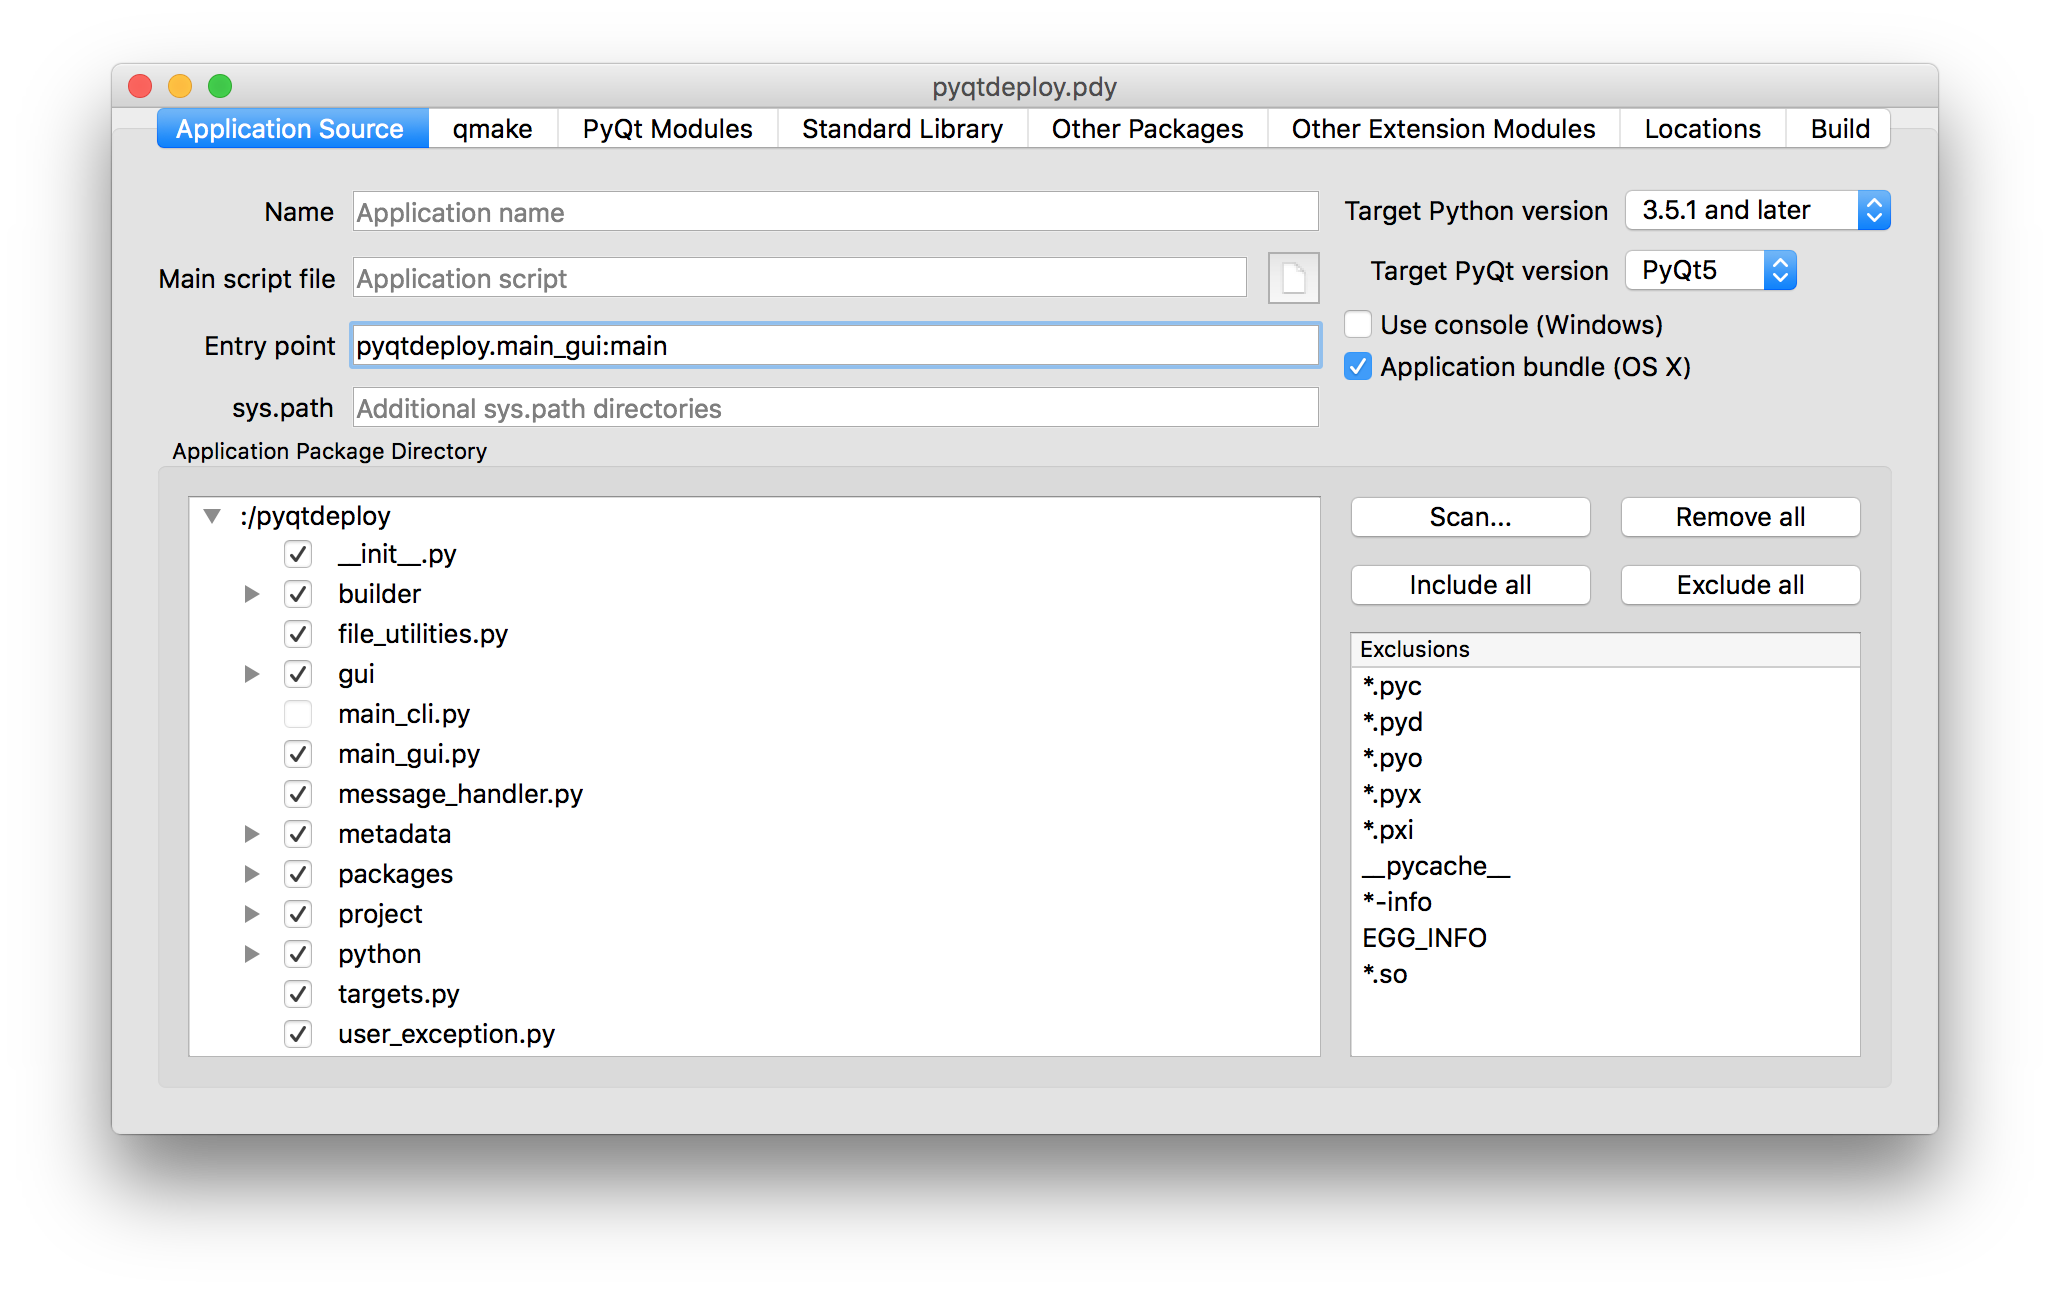 pyqtdeploy.pdy
Application Source qmake PyQt Modules Standard Library Other Packages Other Extension Modules Locations Build
Name Application name Target Python version 3.5.1 and later
Main script file Application script Target PyQt version PyQt5
Use console (Windows)
Entry point pyqtdeploy.main_gui:main
Application bundle (OS X)
sys.path Additional sys.path directories
Application Package Directory
:/pyqtdeploy
__init__.py
builder
file_utilities.py
gui
main_cli.py
main_gui.py
message_handler.py
metadata
packages
project
python
targets.py
user_exception.py
Scan... Remove all
Include all Exclude all
Exclusions
*.pyc
*.pyd
*.pyo
*.pyx
*.pxi
__pycache__
*-info
EGG_INFO
*.so